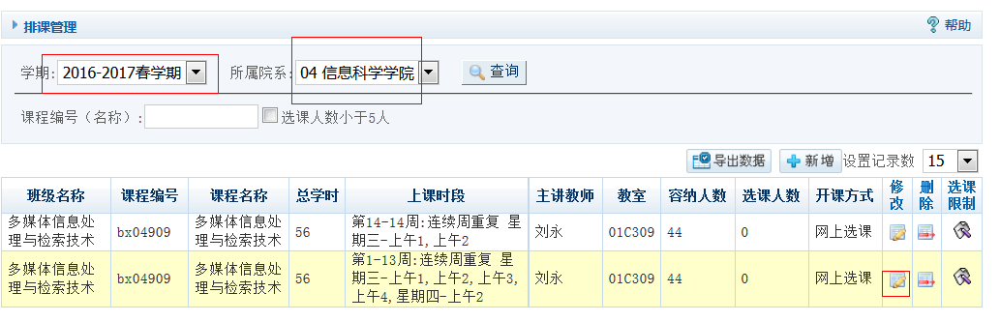 排课管理
帮助
学期: 2016-2017春学期 所属院系: 04 信息科学学院 查询
课程编号（名称）: 选课人数小于5人
导出数据 新增 设置记录数 15
班级名称 课程编号 课程名称 总学时 上课时段 主讲教师 教室 容纳人数 选课人数 开课方式 修改 删除 选课限制
多媒体信息处理与检索技术 bx04909 多媒体信息处理与检索技术 56 第14-14周:连续周重复 星期三-上午1,上午2 刘永 01C309 44 0 网上选课
多媒体信息处理与检索技术 bx04909 多媒体信息处理与检索技术 56 第1-13周:连续周重复 星期三-上午1,上午2,上午3,上午4,星期四-上午2 刘永 01C309 44 0 网上选课